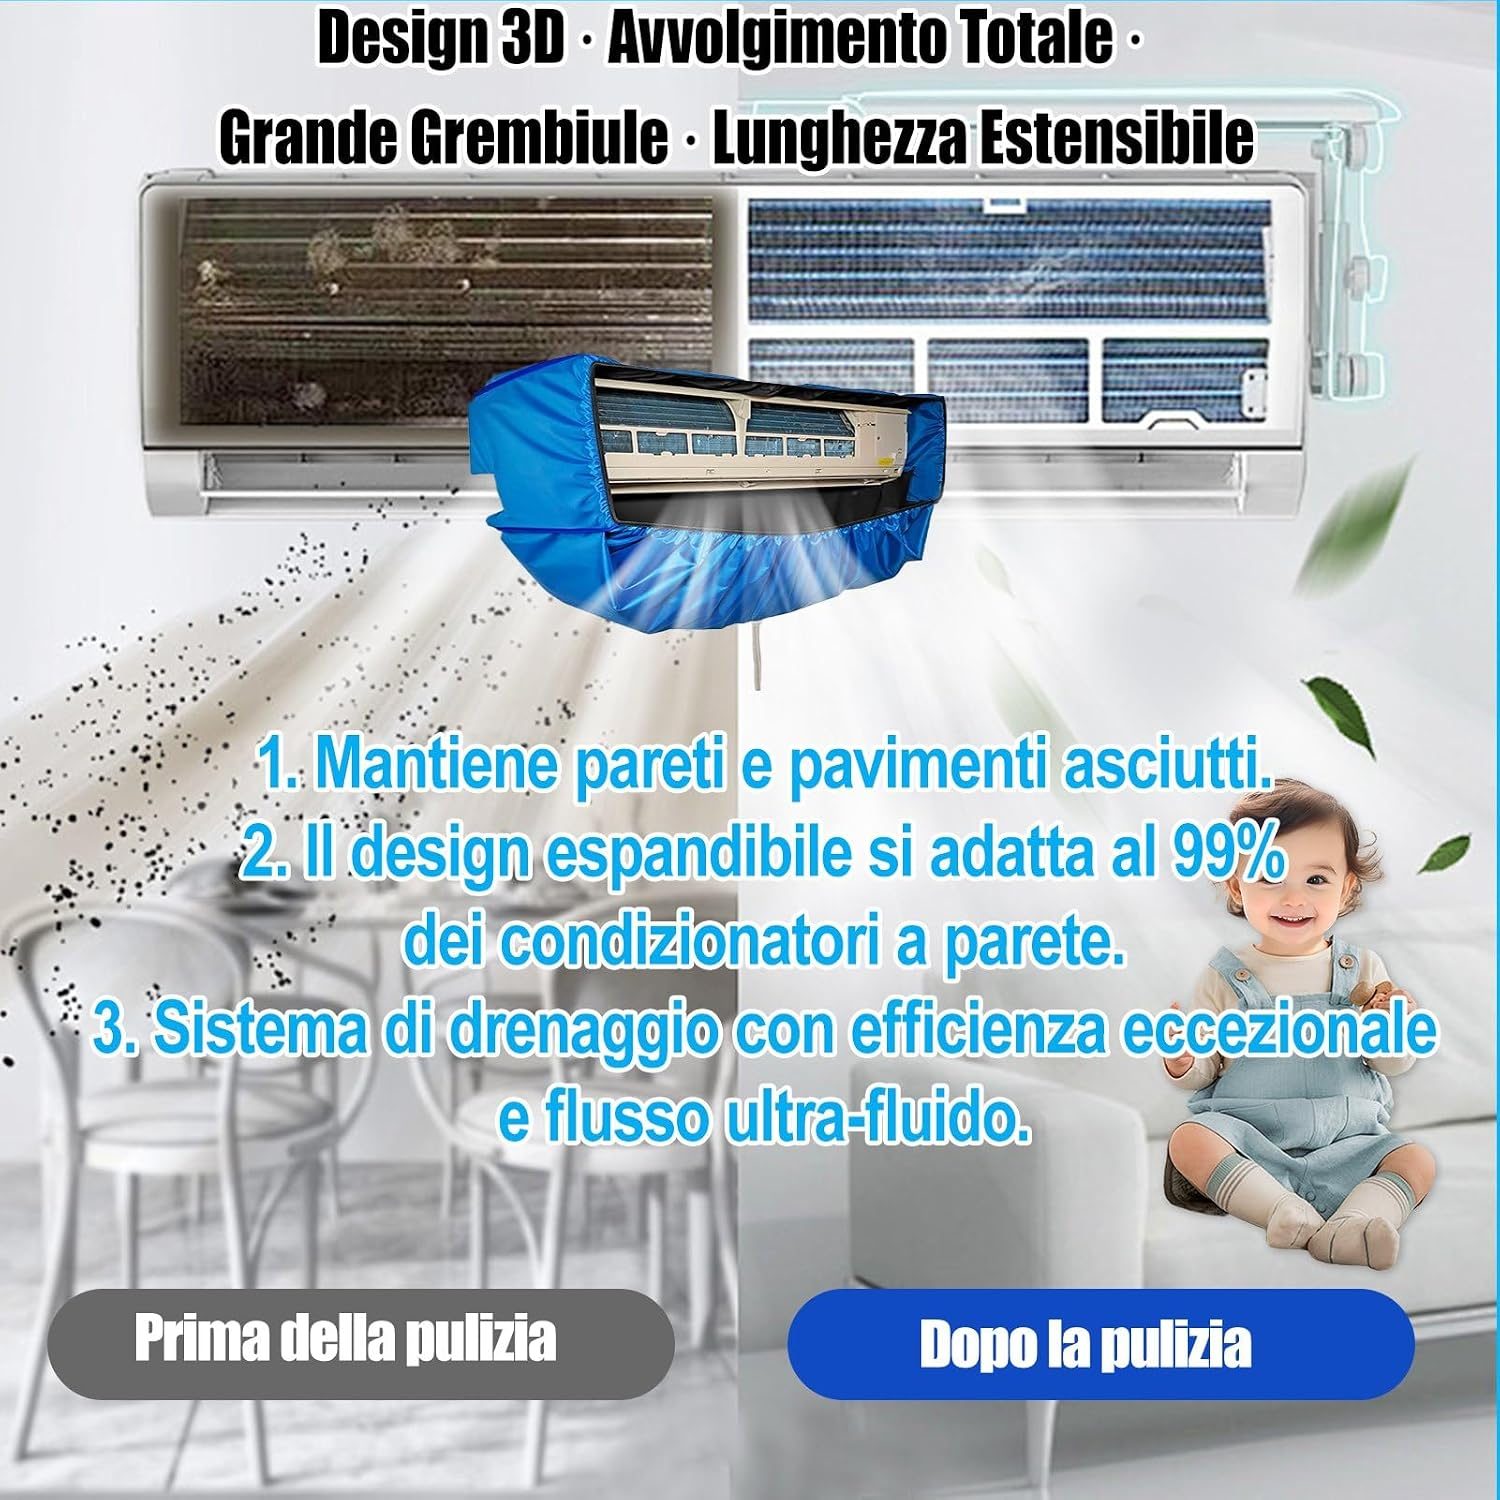 Design 3D · Avvolgimento Totale ·
Grande Grembiule · Lunghezza Estensibile
1. Mantiene pareti e pavimenti asciutti.
2. Il design espandibile si adatta al 99%
dei condizionatori a parete.
3. Sistema di drenaggio con efficienza eccezionale
e flusso ultra-fluido.
Prima della pulizia
Dopo la pulizia